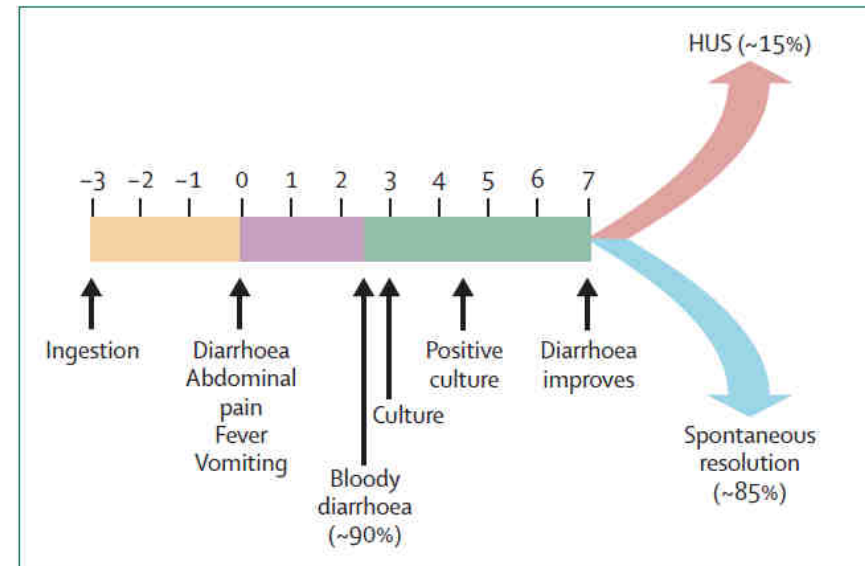 HUS (~15%)
–3 –2 –1 0 1 2 3 4 5 6 7
Ingestion
Diarrhoea
Abdominal
pain
Fever
Vomiting
Bloody
diarrhoea
(~90%)
Culture
Positive
culture
Diarrhoea
improves
Spontaneous
resolution
(~85%)